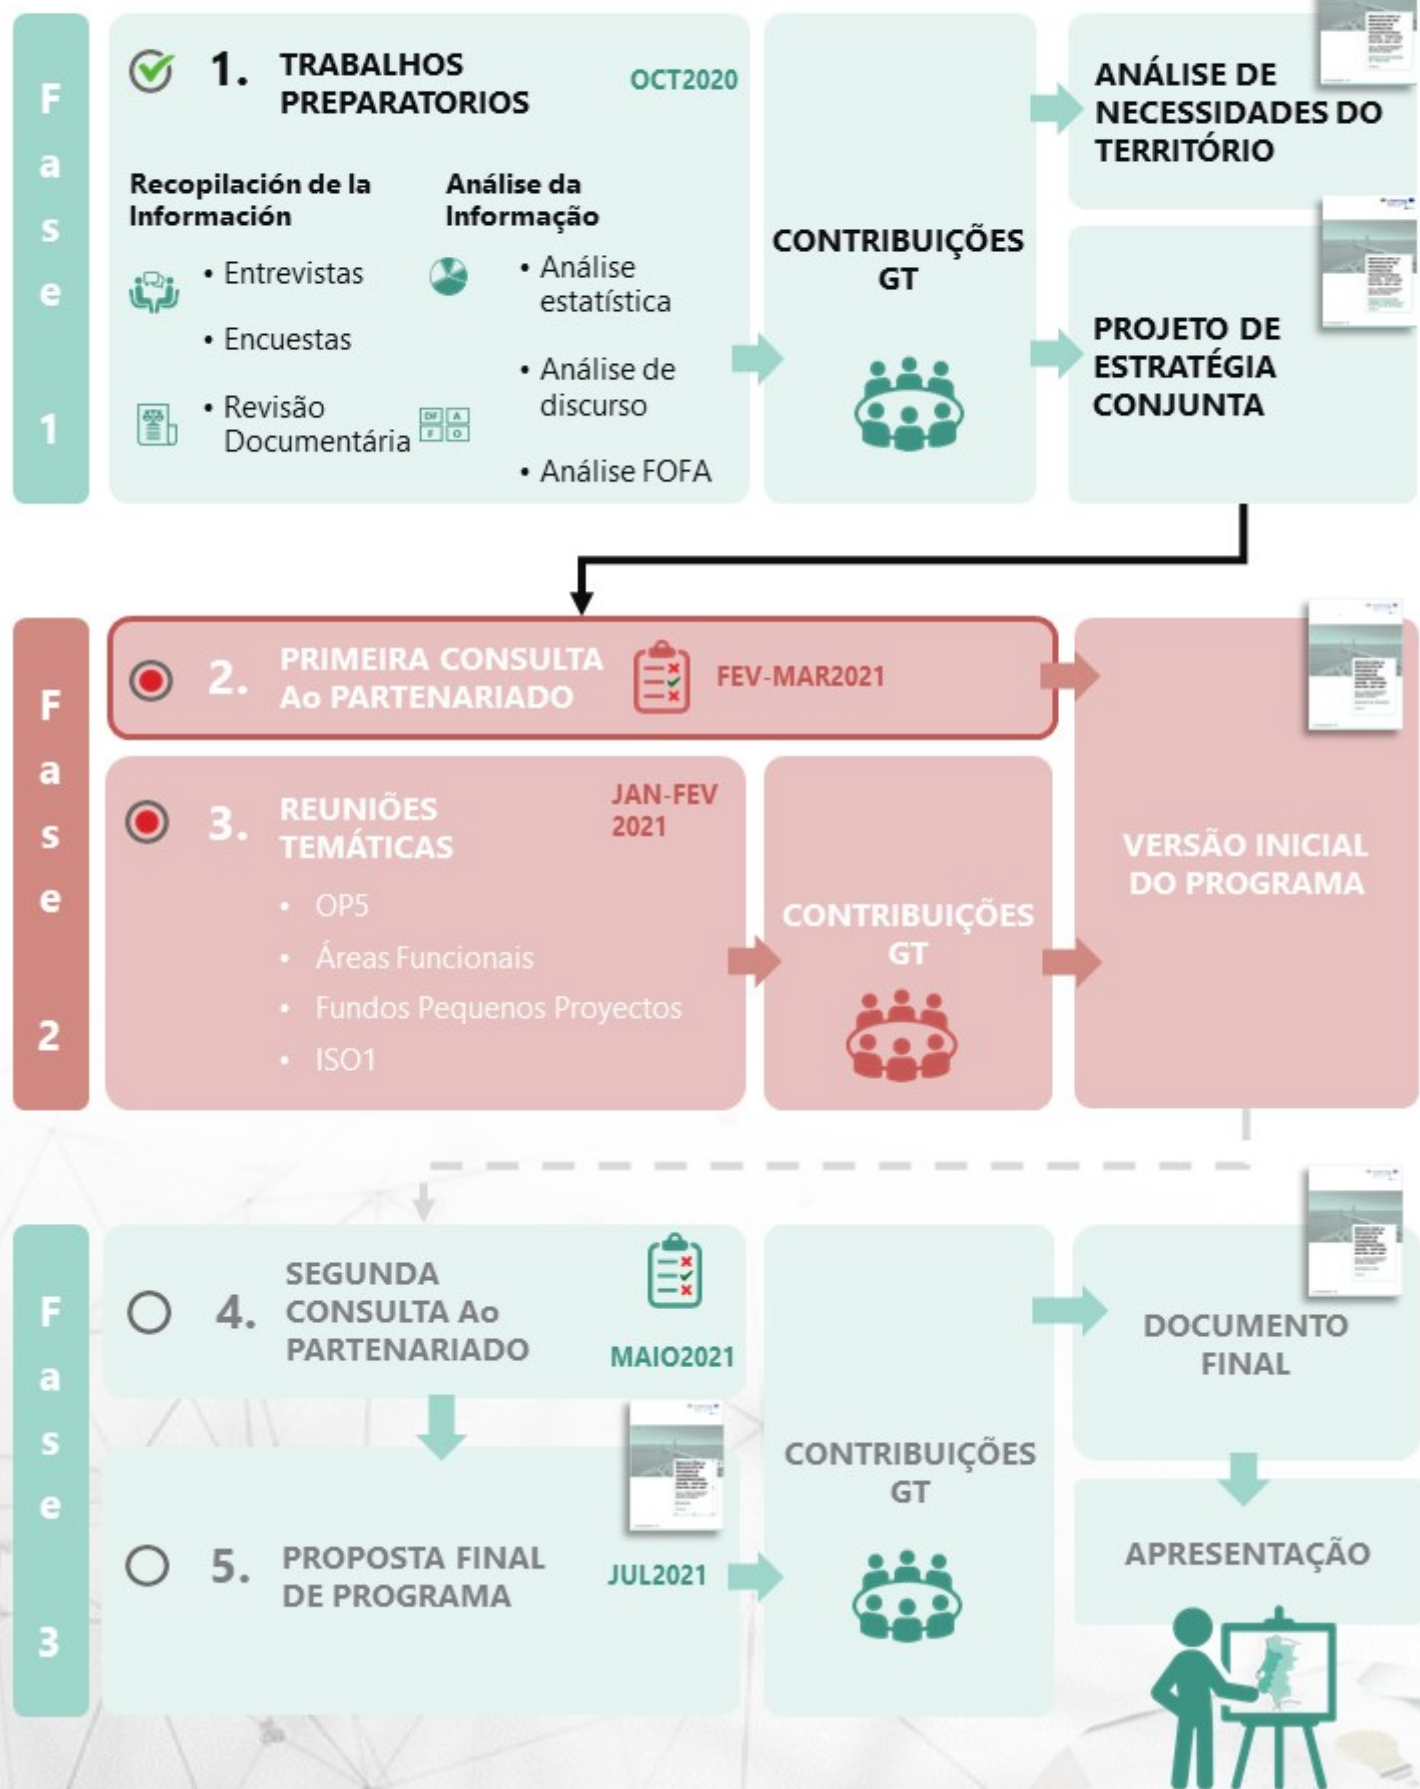 Fase 1
1. TRABALHOS
PREPARATORIOS
OCT2020
Recopilación de la
Información
• Entrevistas
• Encuestas
• Revisão
Documentária
Análise da
Informação
• Análise
estatística
• Análise de
discurso
• Análise FOFA
DF A
F O
CONTRIBUIÇÕES
GT
ANÁLISE DE
NECESSIDADES DO
TERRITÓRIO
PROJETO DE
ESTRATÉGIA
CONJUNTA
Fase 2
2. PRIMEIRA CONSULTA
Ao PARTENARIADO
FEV-MAR2021
3. REUNIÕES
TEMÁTICAS
JAN-FEV
2021
• OP5
• Áreas Funcionais
• Fundos Pequenos Proyectos
• ISO1
CONTRIBUIÇÕES
GT
VERSÃO INICIAL
DO PROGRAMA
Fase 3
4. SEGUNDA
CONSULTA Ao
PARTENARIADO
MAIO2021
5. PROPOSTA FINAL
DE PROGRAMA
JUL2021
CONTRIBUIÇÕES
GT
DOCUMENTO
FINAL
APRESENTAÇÃO